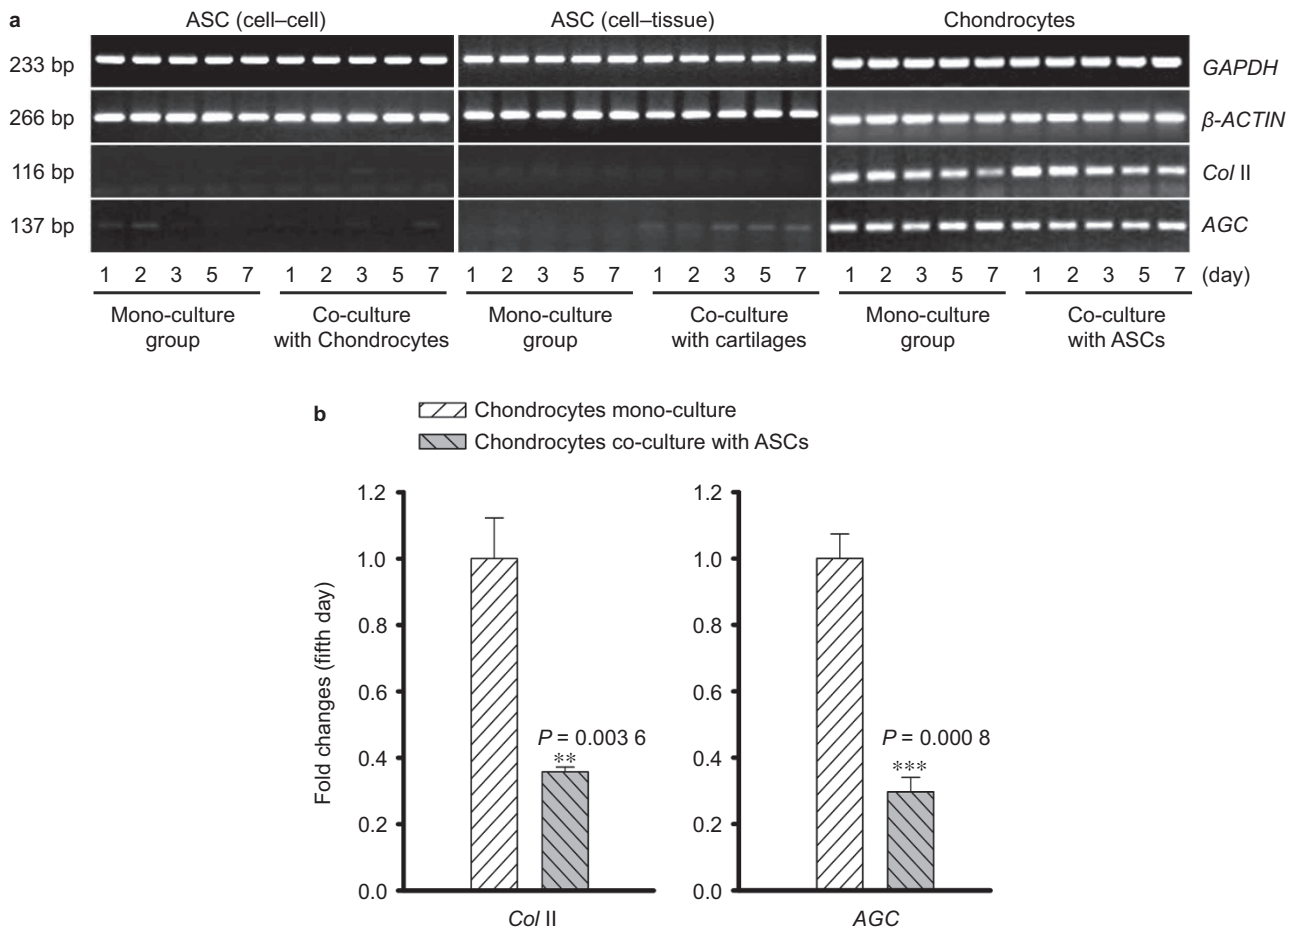 a
ASC (cell–cell) ASC (cell–tissue) Chondrocytes
233 bp GAPDH
266 bp β-ACTIN
116 bp Col II
137 bp AGC
1 2 3 5 7 1 2 3 5 7 1 2 3 5 7 1 2 3 5 7 1 2 3 5 7 1 2 3 5 7 (day)
Mono-culture Co-culture Mono-culture Co-culture Mono-culture Co-culture
group with Chondrocytes group with cartilages group with ASCs
b
Chondrocytes mono-culture
Chondrocytes co-culture with ASCs
Fold changes (fifth day)
1.2
1.0
0.8
0.6
0.4
0.2
0.0
P = 0.003 6
**
Col II
1.2
1.0
0.8
0.6
0.4
0.2
0.0
P = 0.000 8
***
AGC